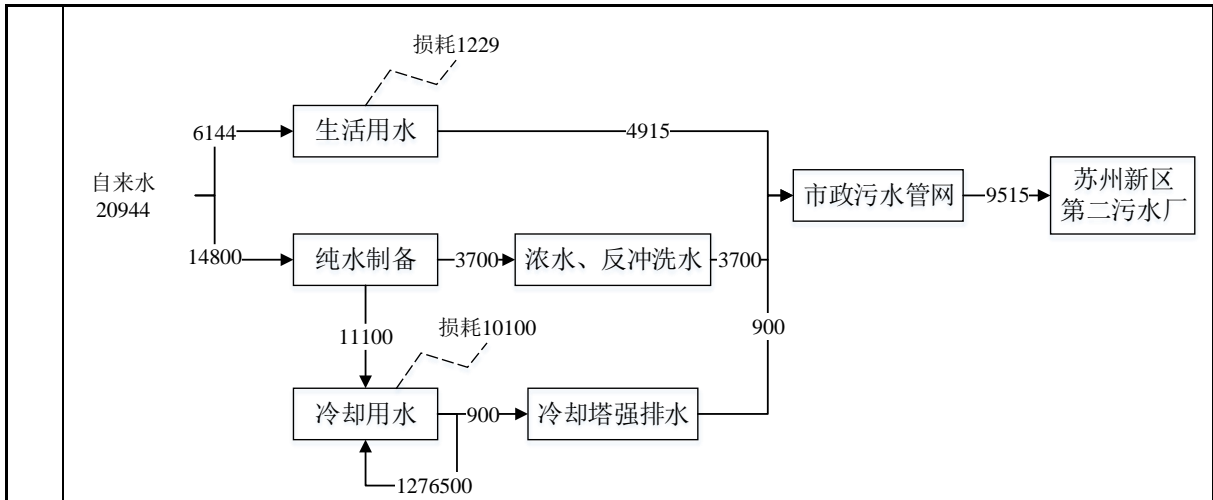 损耗1229
6144
生活用水
4915
自来水
20944
市政污水管网
9515
苏州新区
第二污水厂
14800
纯水制备
3700
浓水、反冲洗水
3700
11100
损耗10100
900
冷却用水
900
冷却塔强排水
1276500